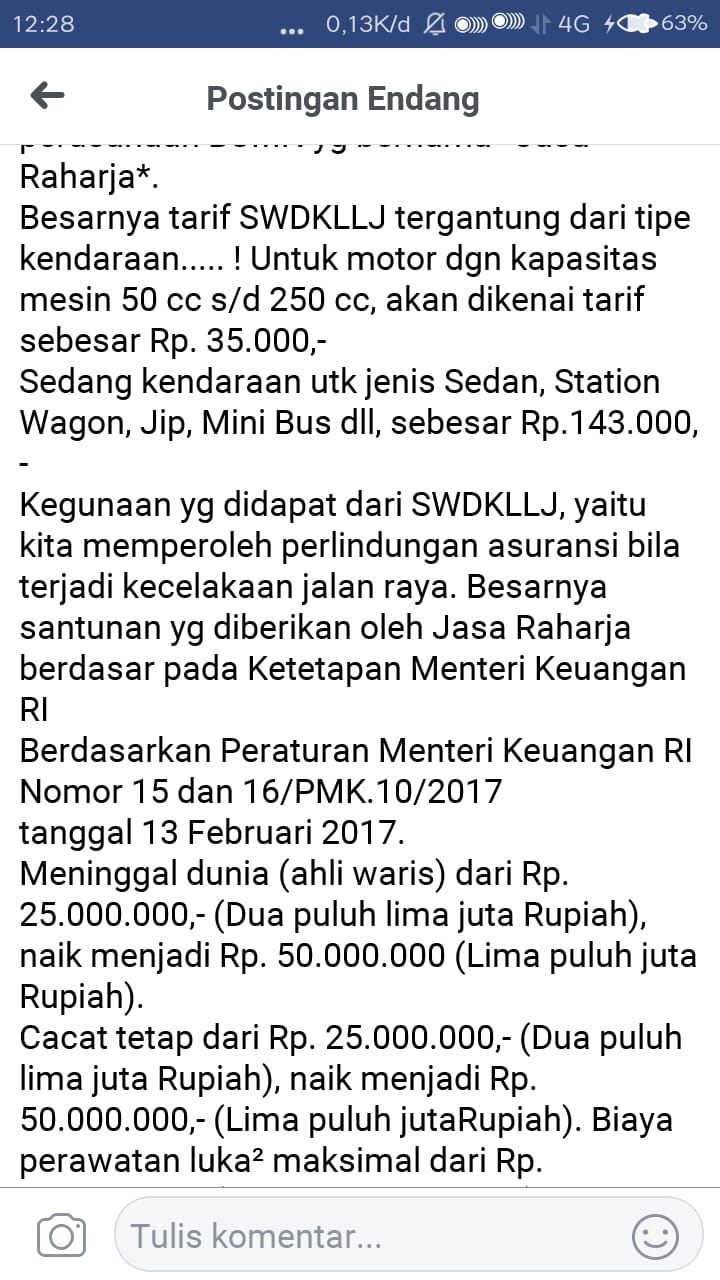 12:28
... 0,13K/d 4G 63%
Postingan Endang
Raharja*.
Besarnya tarif SWDKLLJ tergantung dari tipe
kendaraan..... ! Untuk motor dgn kapasitas
mesin 50 cc s/d 250 cc, akan dikenai tarif
sebesar Rp. 35.000,-
Sedang kendaraan utk jenis Sedan, Station
Wagon, Jip, Mini Bus dll, sebesar Rp.143.000,
-
Kegunaan yg didapat dari SWDKLLJ, yaitu
kita memperoleh perlindungan asuransi bila
terjadi kecelakaan jalan raya. Besarnya
santunan yg diberikan oleh Jasa Raharja
berdasar pada Ketetapan Menteri Keuangan
RI
Berdasarkan Peraturan Menteri Keuangan RI
Nomor 15 dan 16/PMK.10/2017
tanggal 13 Februari 2017.
Meninggal dunia (ahli waris) dari Rp.
25.000.000,- (Dua puluh lima juta Rupiah),
naik menjadi Rp. 50.000.000 (Lima puluh juta
Rupiah).
Cacat tetap dari Rp. 25.000.000,- (Dua puluh
lima juta Rupiah), naik menjadi Rp.
50.000.000,- (Lima puluh jutaRupiah). Biaya
perawatan luka² maksimal dari Rp.
Tulis komentar...